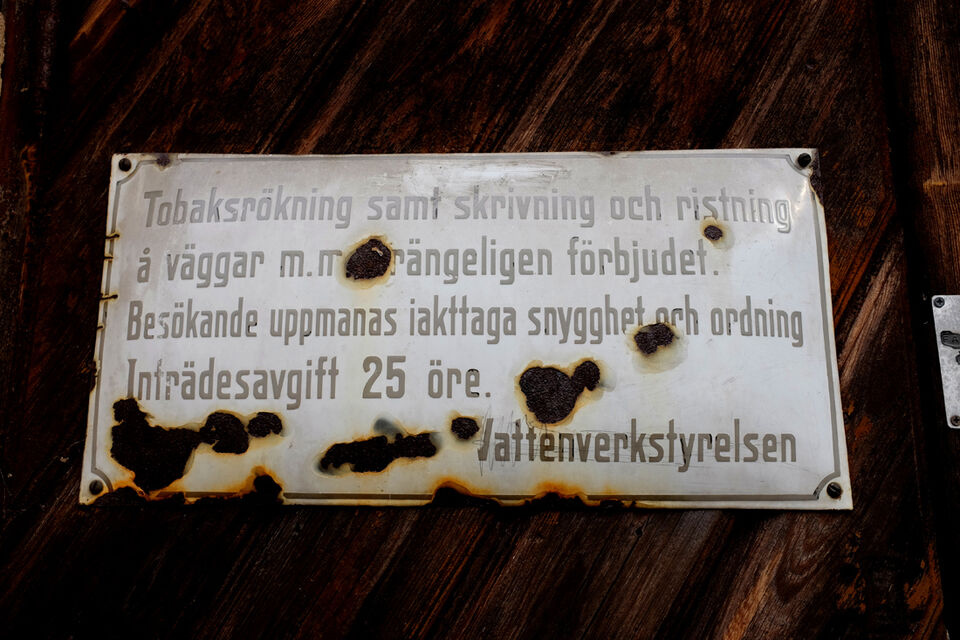 Tobaksrökning samt skrivning och ristning
å väggar m.m strängeligen förbjudet.
Besökande uppmanas iakttaga snygghet och ordning
Inträdesavgift 25 öre.
Vattenverkstyrelsen